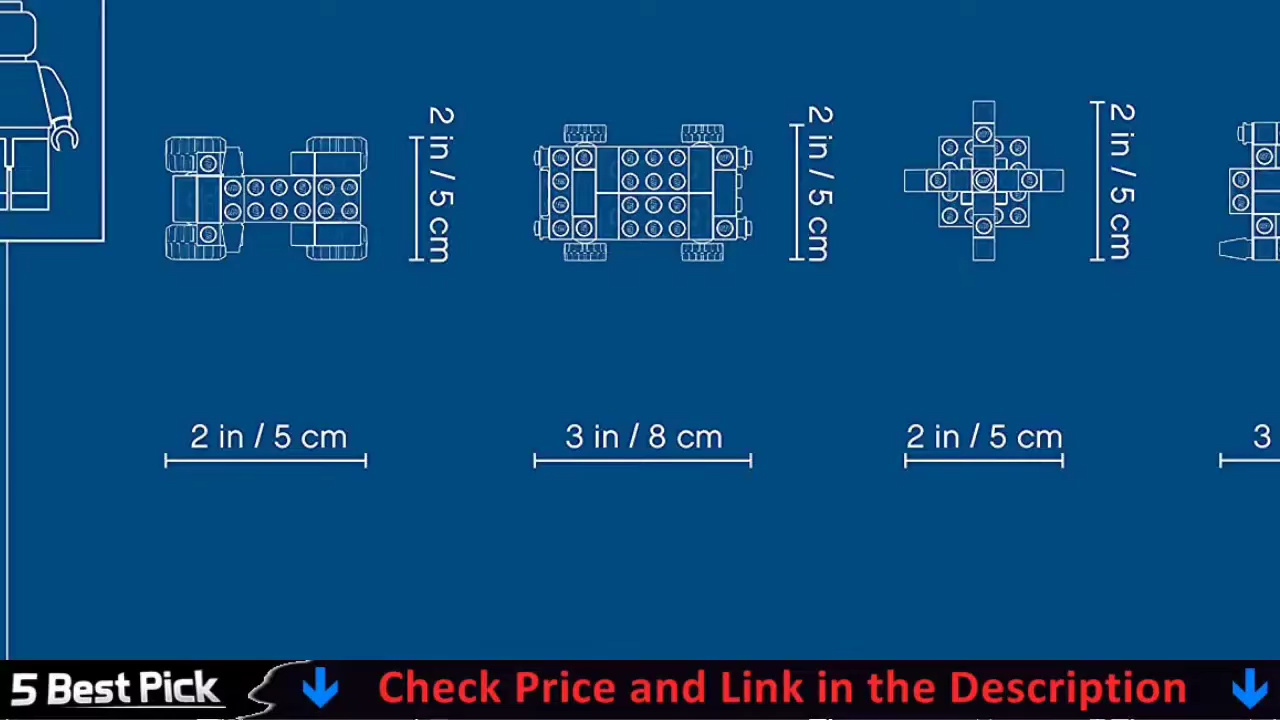 2 in / 5 cm
2 in / 5 cm
2 in / 5 cm
2 in / 5 cm
3 in / 8 cm
2 in / 5 cm
3
5 Best Pick
Check Price and Link in the Description